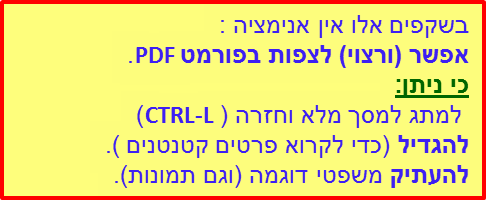 בשקפים אלו אין אנימציה :
אפשר (ורצוי) לצפות בפורמט PDF.
כי ניתן:
למתג למסך מלא וחזרה ( CTRL-L)
להגדיל (כדי לקרוא פרטים קטנטנים ).
להעתיק משפטי דוגמה (וגם תמונות).